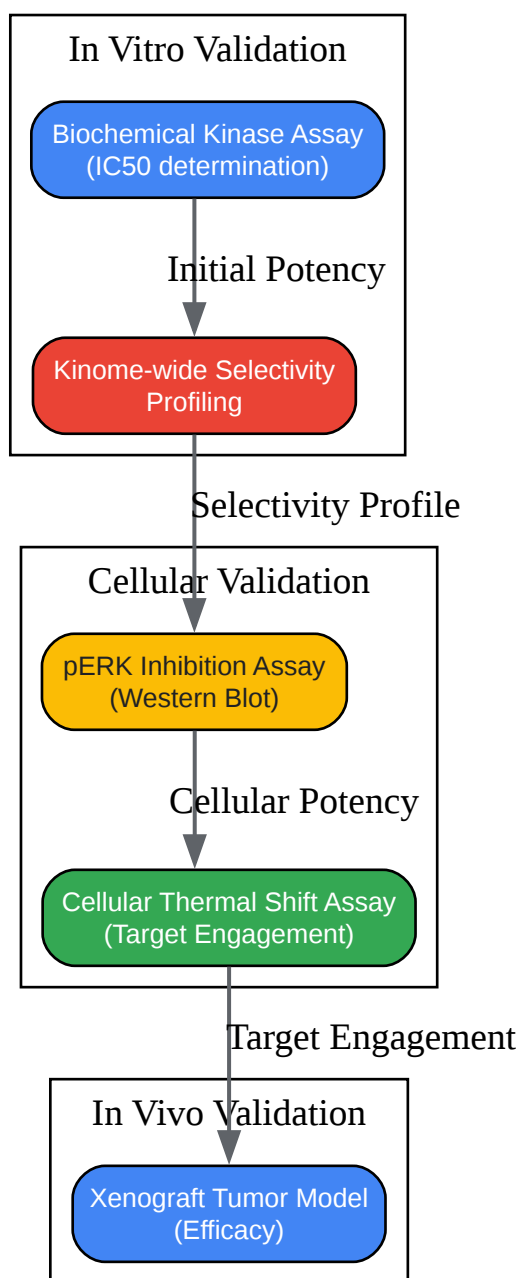 In Vitro Validation
Biochemical Kinase Assay
(IC50 determination)
Initial Potency
Kinome-wide Selectivity
Profiling
Selectivity Profile
Cellular Validation
pERK Inhibition Assay
(Western Blot)
Cellular Potency
Cellular Thermal Shift Assay
(Target Engagement)
Target Engagement
In Vivo Validation
Xenograft Tumor Model
(Efficacy)